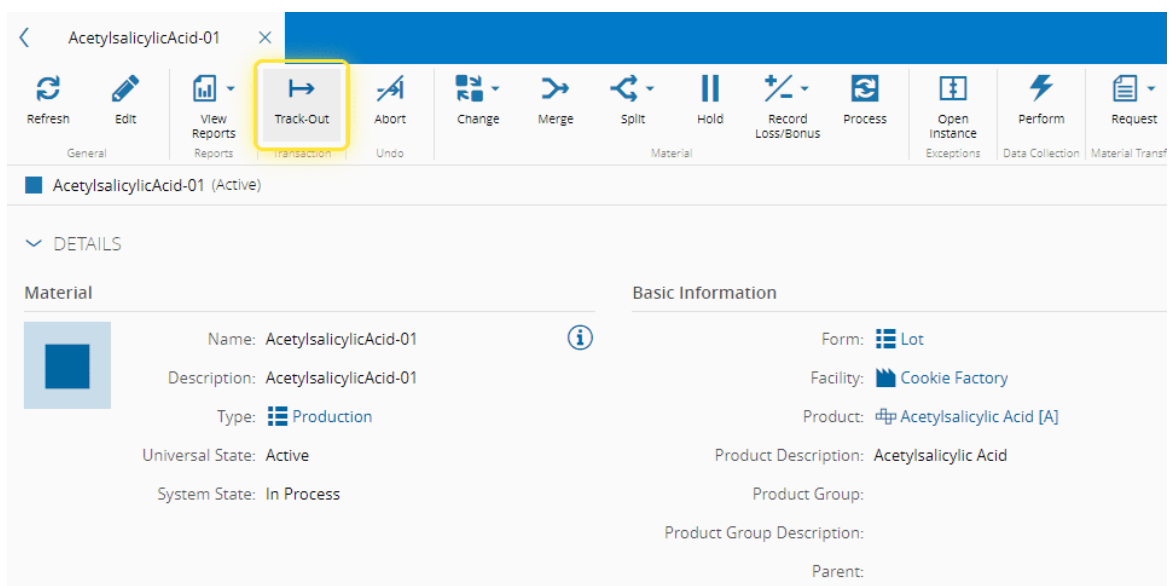 AcetylsalicylicAcid-01
Refresh Edit View Reports Track-Out Abort Change Merge Split Hold Record Loss/Bonus Process Open Instance Perform Request
General Reports Transaction Undo Material Exceptions Data Collection Material Transf
AcetylsalicylicAcid-01 (Active)
DETAILS
Material
Name: AcetylsalicylicAcid-01
Description: AcetylsalicylicAcid-01
Type: Production
Universal State: Active
System State: In Process
Basic Information
Form: Lot
Facility: Cookie Factory
Product: Acetylsalicylic Acid [A]
Product Description: Acetylsalicylic Acid
Product Group:
Product Group Description:
Parent: